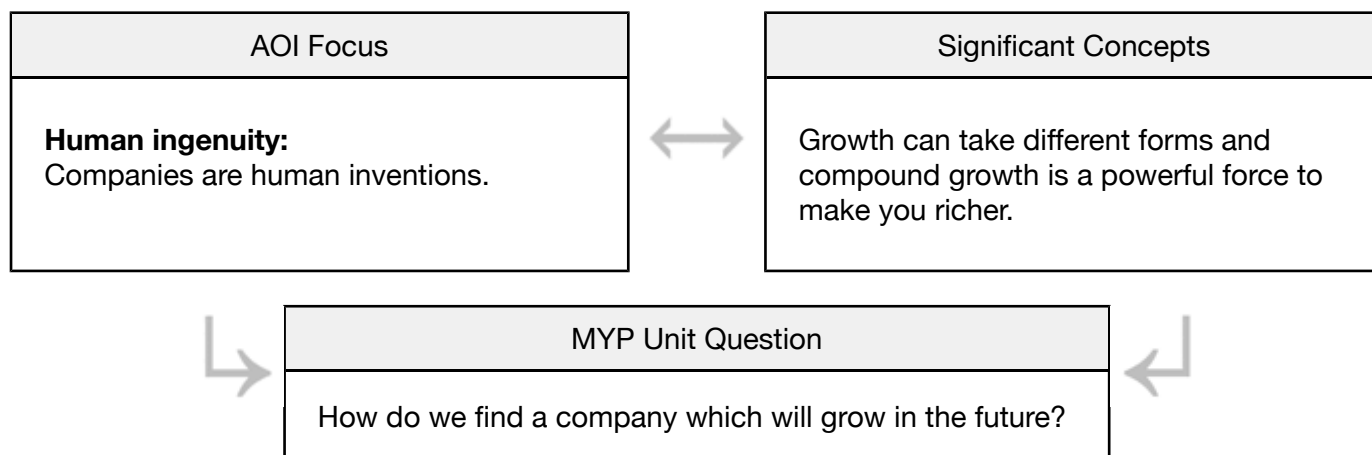 AOI Focus
Human ingenuity:
Companies are human inventions.
Significant Concepts
Growth can take different forms and
compound growth is a powerful force to
make you richer.
MYP Unit Question
How do we find a company which will grow in the future?